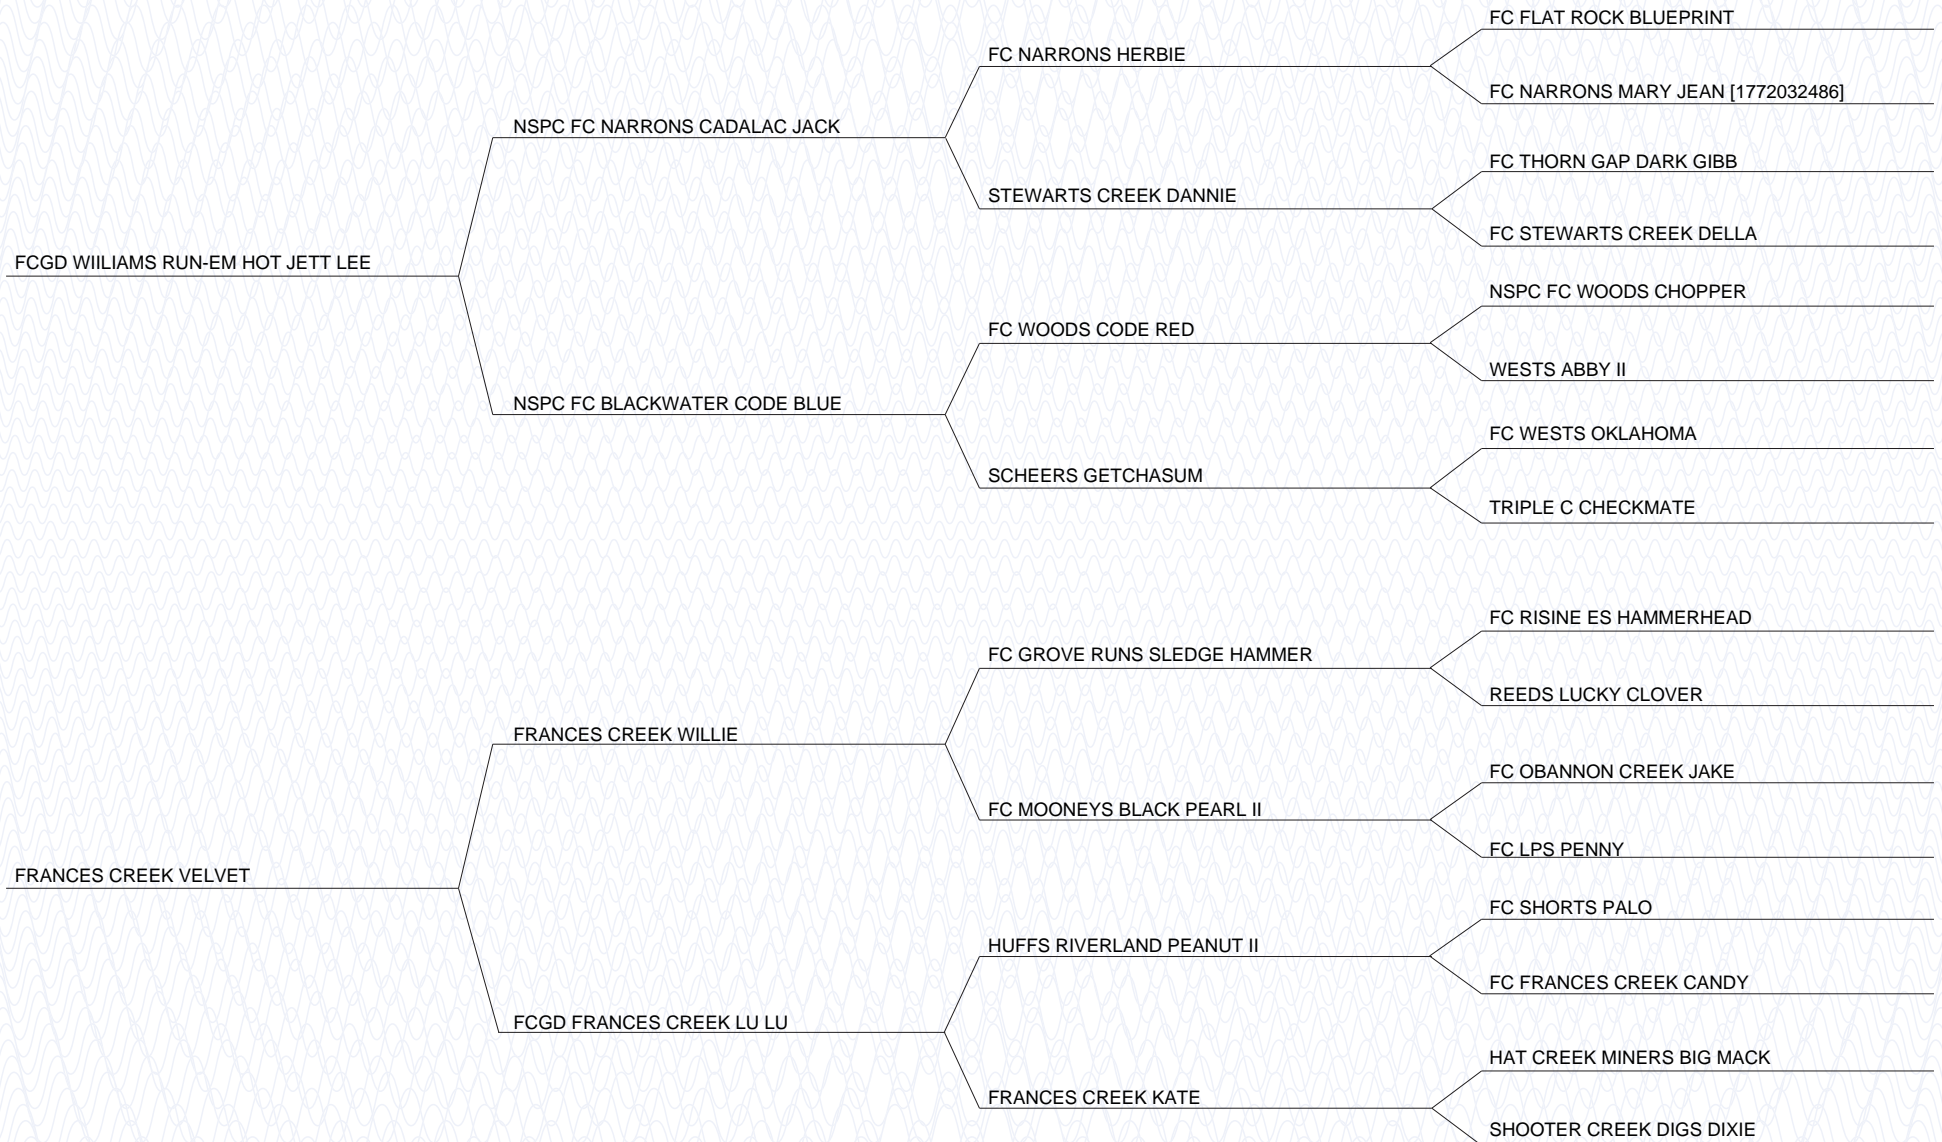 FC FLAT ROCK BLUEPRINT
FC NARRONS HERBIE
FC NARRONS MARY JEAN [1772032486]
NSPC FC NARRONS CADALAC JACK
FC THORN GAP DARK GIBB
STEWARTS CREEK DANNIE
FC STEWARTS CREEK DELLA
FCGD WIILIAMS RUN-EM HOT JETT LEE
NSPC FC WOODS CHOPPER
FC WOODS CODE RED
WESTS ABBY II
NSPC FC BLACKWATER CODE BLUE
FC WESTS OKLAHOMA
SCHEERS GETCHASUM
TRIPLE C CHECKMATE
FC RISINE ES HAMMERHEAD
FC GROVE RUNS SLEDGE HAMMER
REEDS LUCKY CLOVER
FRANCES CREEK WILLIE
FC OBANNON CREEK JAKE
FC MOONEYS BLACK PEARL II
FC LPS PENNY
FRANCES CREEK VELVET
FC SHORTS PALO
HUFFS RIVERLAND PEANUT II
FC FRANCES CREEK CANDY
FCGD FRANCES CREEK LU LU
HAT CREEK MINERS BIG MACK
FRANCES CREEK KATE
SHOOTER CREEK DIGS DIXIE